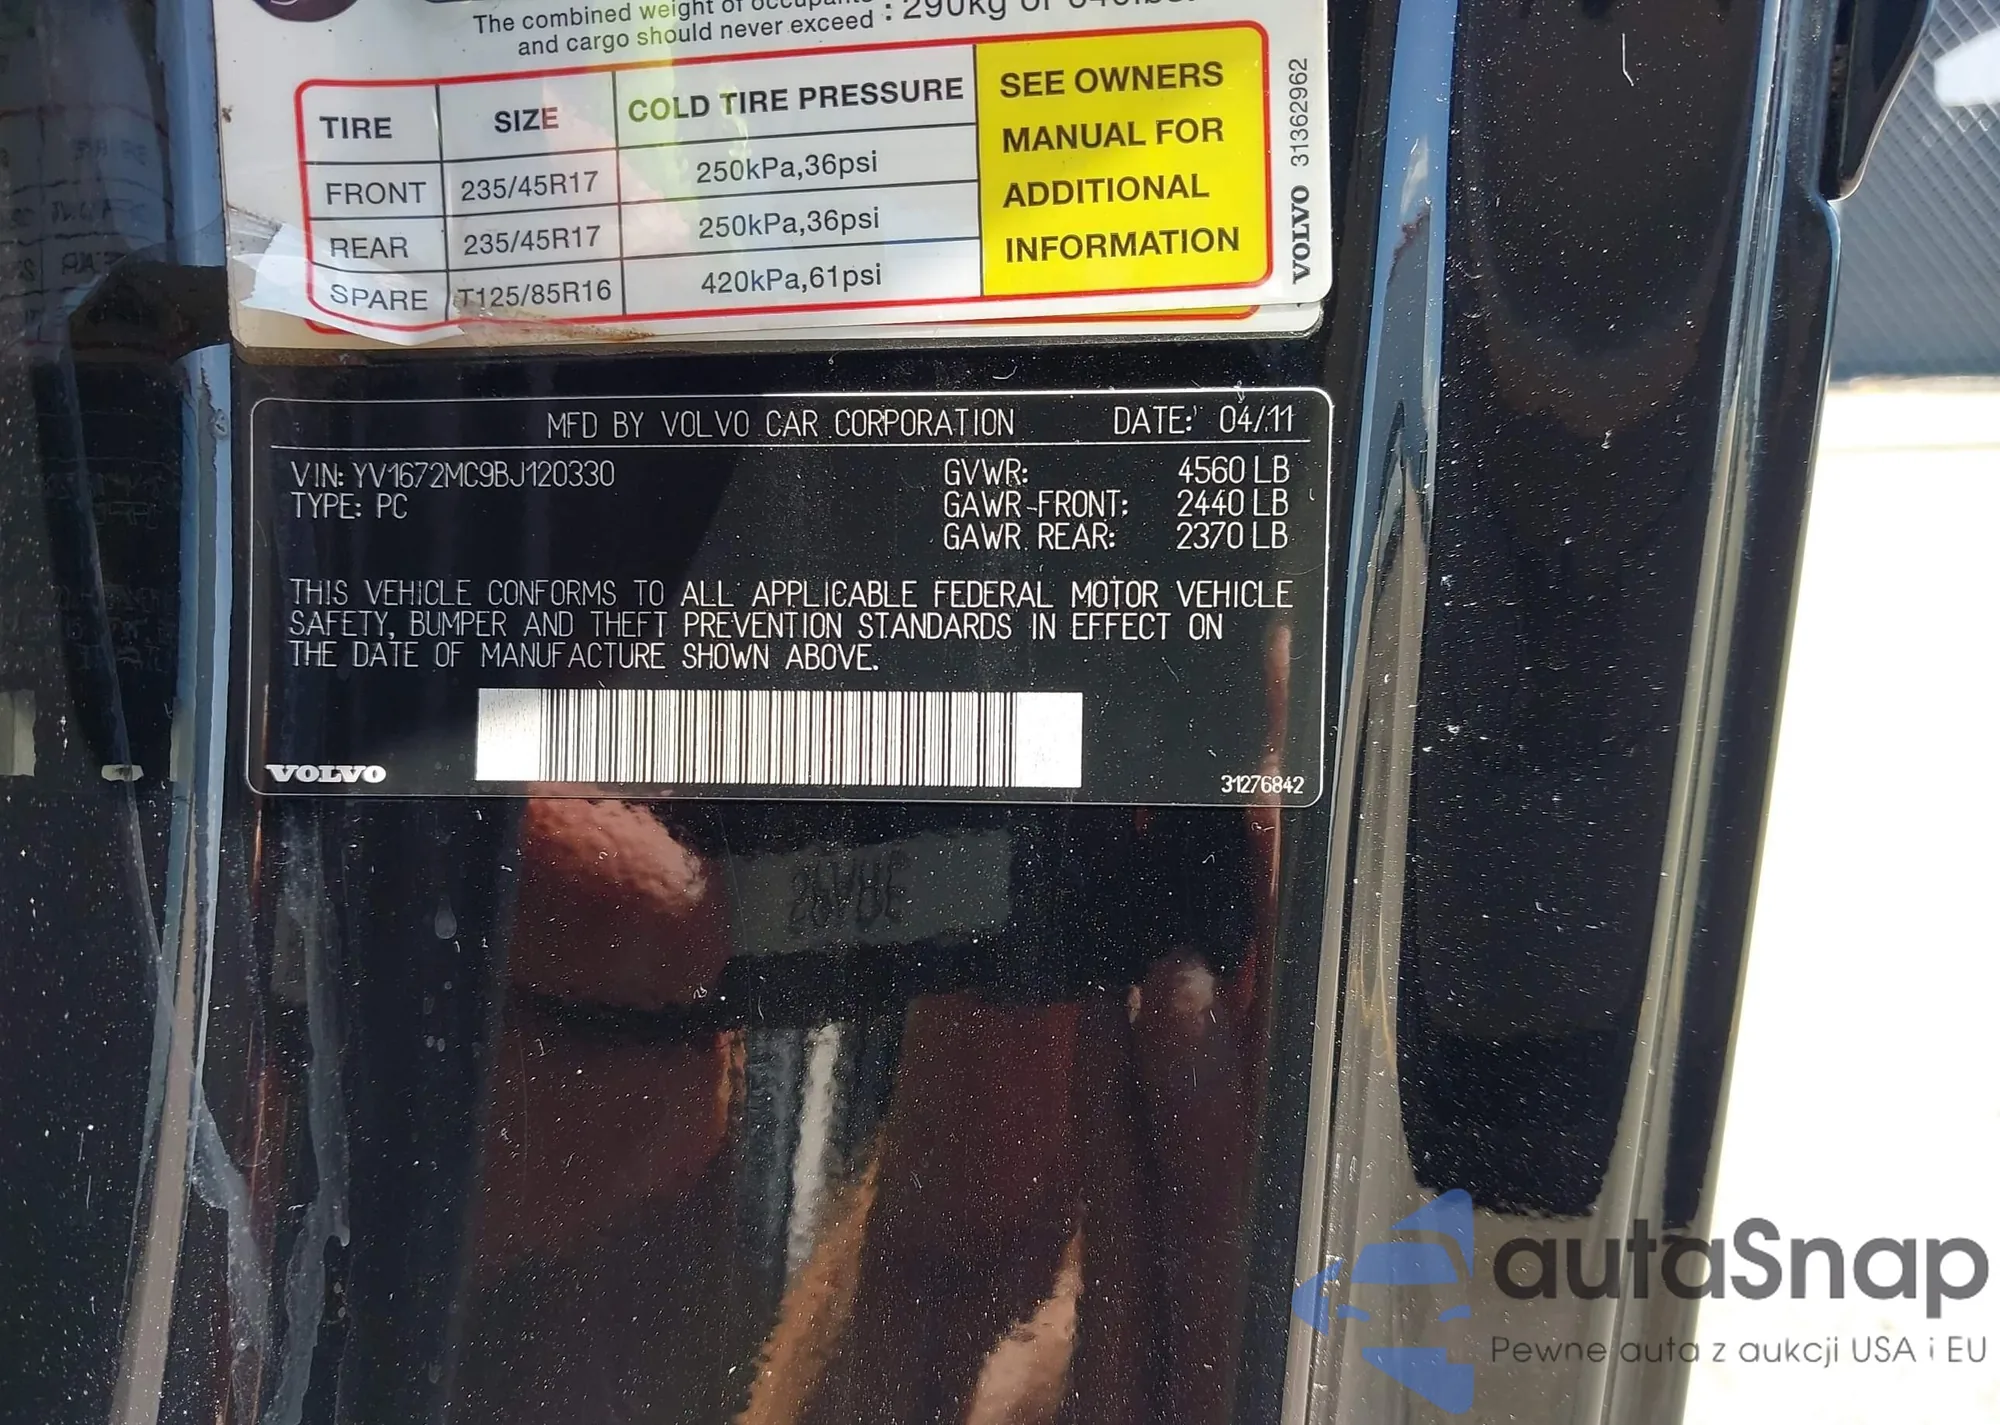 The combined weight of occupants
and cargo should never exceed : 290kg or 640lbs.
TIRE SIZE COLD TIRE PRESSURE
FRONT 235/45R17 250kPa,36psi
REAR 235/45R17 250kPa,36psi
SPARE T125/85R16 420kPa,61psi
SEE OWNERS
MANUAL FOR
ADDITIONAL
INFORMATION
VOLVO 31362962
MFD BY VOLVO CAR CORPORATION DATE: 04/11
VIN: YV1672MC9BJ120330
TYPE: PC
GVWR: 4560 LB
GAWR-FRONT: 2440 LB
GAWR REAR: 2370 LB
THIS VEHICLE CONFORMS TO ALL APPLICABLE FEDERAL MOTOR VEHICLE
SAFETY, BUMPER AND THEFT PREVENTION STANDARDS IN EFFECT ON
THE DATE OF MANUFACTURE SHOWN ABOVE.
VOLVO
31276842
autaSnap
Pewne auta z aukcji USA i EU